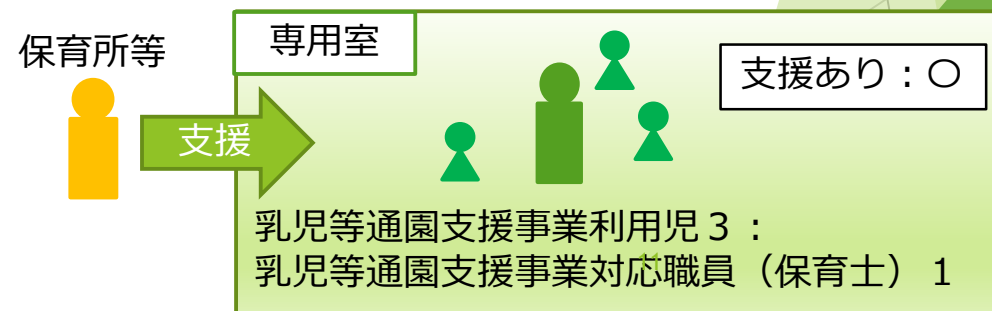 保育所等
専用室
支援あり：〇
支援
乳児等通園支援事業利用児３：
乳児等通園支援事業対応職員（保育士）１
11